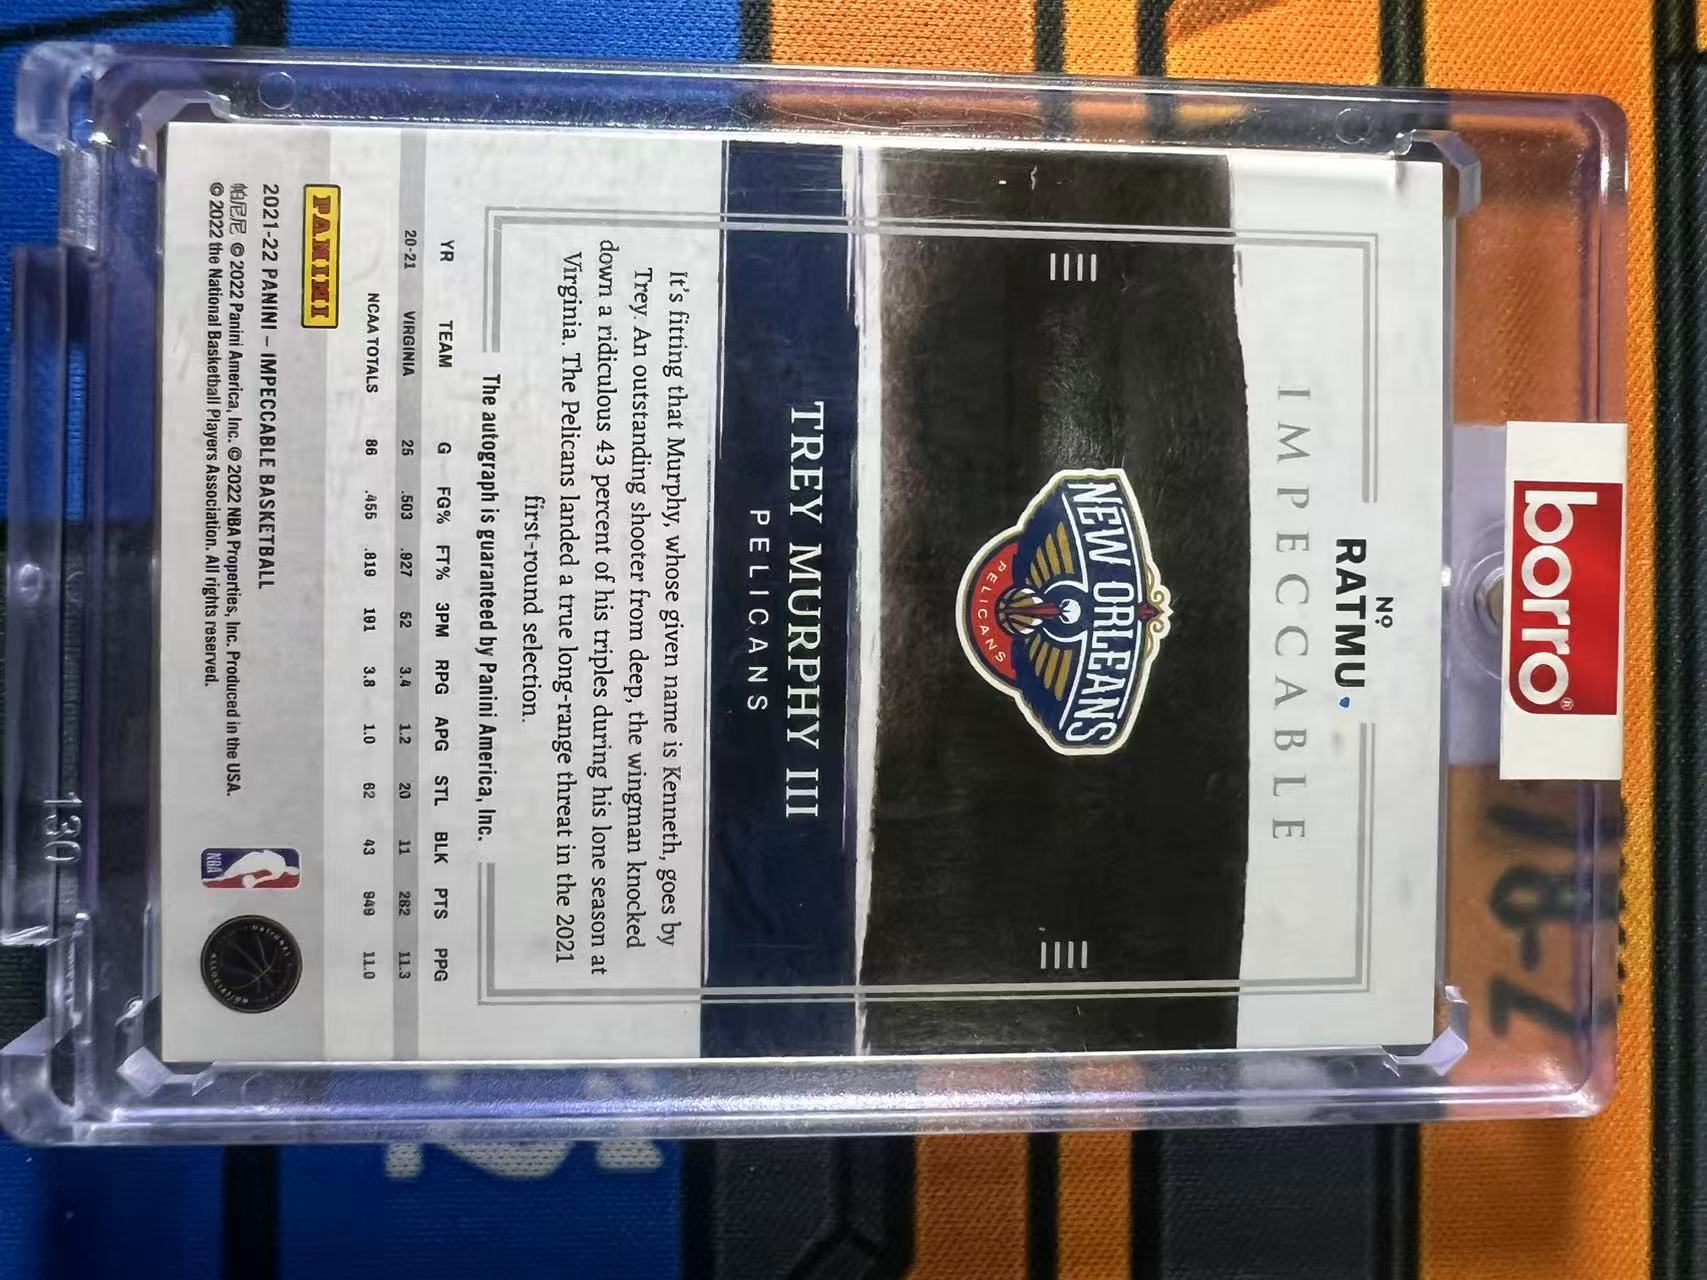 borro®
Nº
RATMU
IMPECCABLE
NEW ORLEANS
PELICANS
TREY MURPHY III
PELICANS
It's fitting that Murphy, whose given name is Kenneth, goes by
Trey. An outstanding shooter from deep, the wingman knocked
down a ridiculous 43 percent of his triples during his lone season at
Virginia. The Pelicans landed a true long-range threat in the 2021
first-round selection.
The autograph is guaranteed by Panini America, Inc.
YR TEAM G FG% FT% 3PM RPG APG STL BLK PTS PPG
20-21 VIRGINIA 25 .503 .927 52 3.4 1.2 20 11 282 11.3
NCAA TOTALS 86 .455 .819 191 3.8 1.0 62 43 949 11.0
PANINI
2021-22 PANINI – IMPECCABLE BASKETBALL
帕尼尼 © 2022 Panini America, Inc. © 2022 NBA Properties, Inc. Produced in the USA.
© 2022 the National Basketball Players Association. All rights reserved.
NBA
130